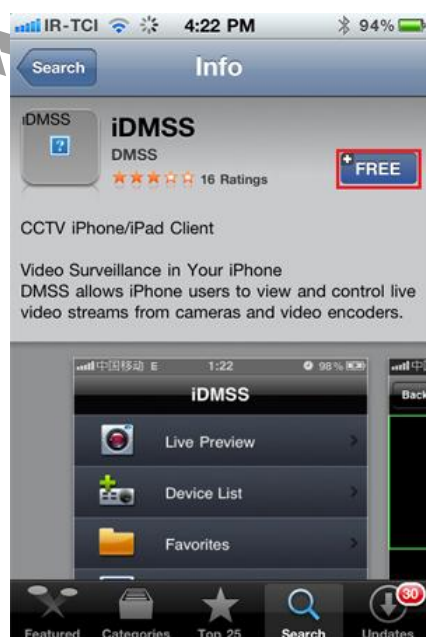 IR-TCI 4:22 PM 94%
Search Info
iDMSS
?
iDMSS
DMSS
16 Ratings
FREE
CCTV iPhone/iPad Client
Video Surveillance in Your iPhone
DMSS allows iPhone users to view and control live
video streams from cameras and video encoders.
中国移动 E 1:22 98%
中
iDMSS
Back
Live Preview
Device List
Favorites
30
Featured Categories Top 25 Search Updates